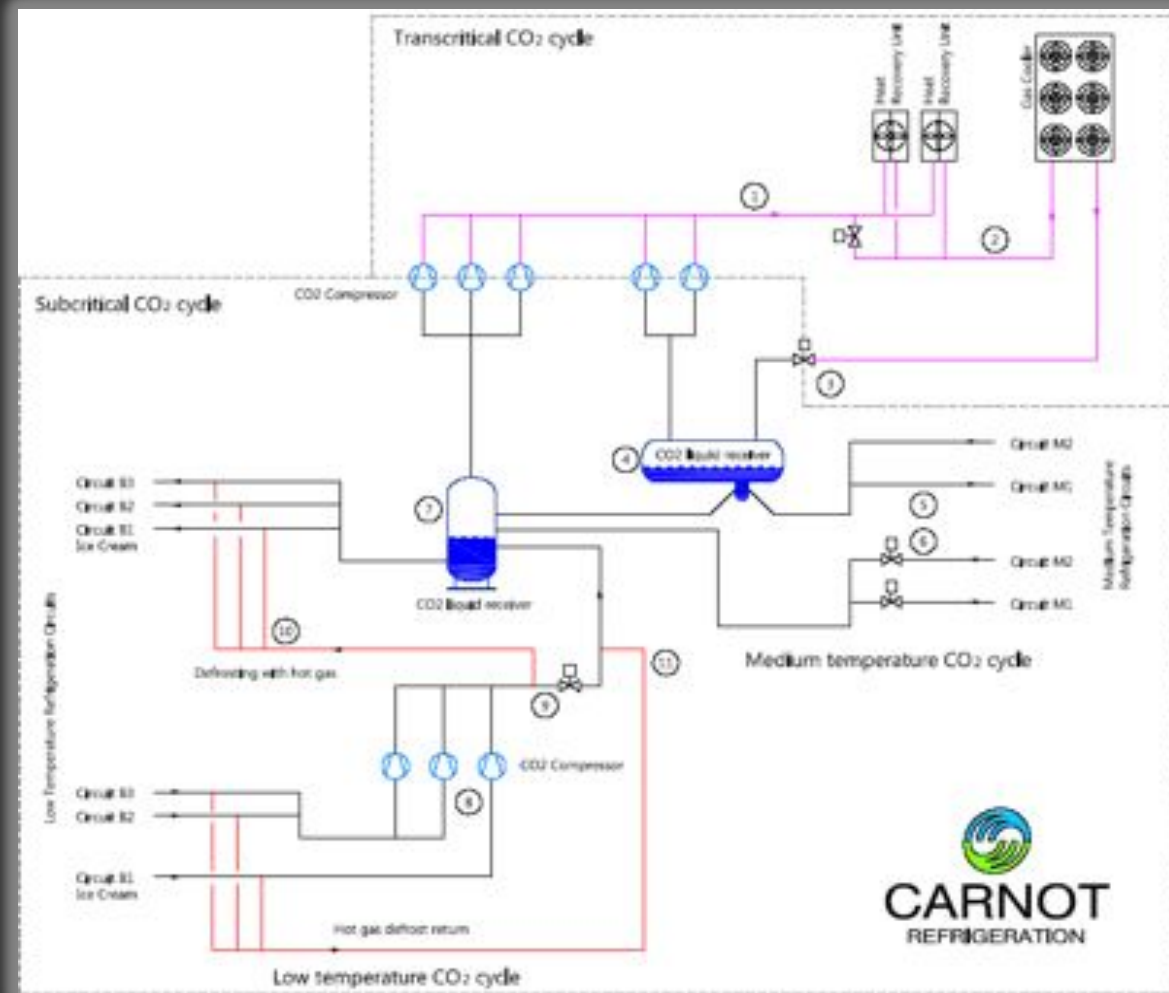 Transcritical CO2 cycle
Heat
Recovery Unit
Heat
Recovery Unit
Gas Cooler
1
2
CO2 Compressor
Subcritical CO2 cycle
3
4
CO2 liquid receiver
Circuit M2
Circuit M1
5
6
Circuit M2
Circuit M1
Medium Temperature
Refrigeration Circuits
Circuit B3
Circuit B2
Circuit B1
Ice Cream
7
CO2 liquid receiver
10
Defrosting with hot gas
11
Medium temperature CO2 cycle
9
Low Temperature Refrigeration Circuits
CO2 Compressor
8
Circuit B3
Circuit B2
Circuit B1
Ice Cream
Hot gas defrost return
Low temperature CO2 cycle
CARNOT
REFRIGERATION